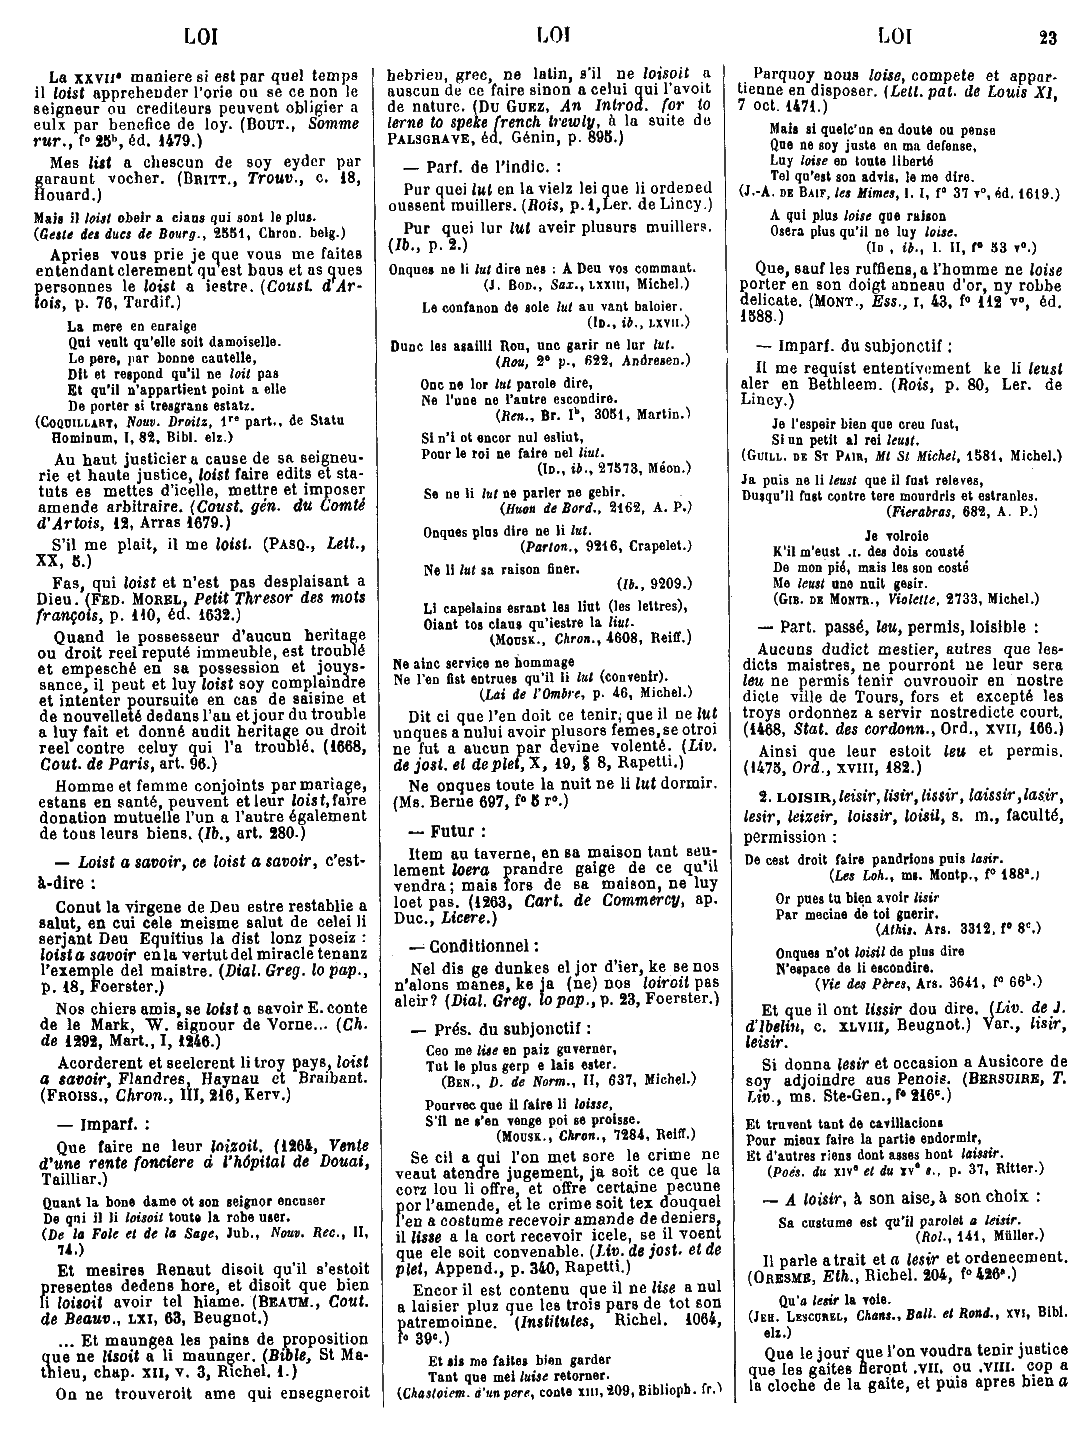 LOI
LOI
LOI
23
La XXVIIᵉ maniere si est par quel temps
il loist apprehender l'orie ou se ce non le
seigneur ou crediteurs peuvent obligier a
eulx par benefice de loy. (BOUT., Somme
rur., fº 25ᵇ, éd. 1479.)
Mes list a chescun de soy eyder par
garaunt vocher. (BRITT., Trouv., c. 18,
Houard.)
Mais il loist obeir a ciaus qui sont le plus.
(Geste des ducs de Bourg., 2551, Chron. belg.)
Apries vous prie je que vous me faites
entendant clerement qu'est baus et as ques
personnes le loist a iestre. (Coust. d'Ar-
tois, p. 76, Tardif.)
La mere en enraige
Qui veult qu'elle soit damoiselle.
Le pere, par bonne cautelle,
Dit et respond qu'il ne loit pas
Et qu'il n'appartient point a elle
De porter si tresgrans estatz.
(COQUILLART, Nouv. Droitz, 1ʳᵉ part., de Statu
Hominum, I, 82, Bibl. elz.)
Au haut justicier a cause de sa seigneu-
rie et haute justice, loist faire edits et sta-
tuts es mettes d'icelle, mettre et imposer
amende arbitraire. (Coust. gén. du Comté
d'Artois, 12, Arras 1679.)
S'il me plait, il me loist. (PASQ., Lett.,
XX, 5.)
Fas, qui loist et n'est pas desplaisant a
Dieu. (FED. MOREL, Petit Thresor des mots
françois, p. 110, éd. 1632.)
Quand le possesseur d'aucun heritage
ou droit reel reputé immeuble, est troublé
et empesché en sa possession et jouys-
sance, il peut et luy loist soy complaindre
et intenter poursuite en cas de saisine et
de nouvelleté dedans l'an et jour du trouble
a luy fait et donné audit heritage ou droit
reel contre celuy qui l'a troublé. (1668,
Cout. de Paris, art. 96.)
Homme et femme conjoints par mariage,
estans en santé, peuvent et leur loist, faire
donation mutuelle l'un a l'autre également
de tous leurs biens. (Ib., art. 280.)
— Loist a savoir, ce loist a savoir, c'est-
à-dire :
Conut la virgene de Deu estre restablie a
salut, en cui cele meisme salut de celei li
serjant Deu Equitius la dist lonz poseiz :
loist a savoir en la vertut del miracle tenanz
l'exemple del maistre. (Dial. Greg. lo pap.,
p. 18, Foerster.)
Nos chiers amis, se loist a savoir E. conte
de le Mark, W. signour de Vorne... (Ch.
de 1292, Mart., I, 1246.)
Acorderent et seelerent li troy pays, loist
a savoir, Flandres, Haynau et Braibant.
(FROISS., Chron., III, 216, Kerv.)
— Imparf. :
Que faire ne leur loizoit. (1264, Vente
d'une rente fonciere à l'hôpital de Douai,
Tailliar.)
Quant la bone dame ot son seignor encuser
De qui il li loisoit toute la robe user.
(De la Fole et de la Sage, Jub., Nouv. Rec., II,
74.)
Et mesires Renaut disoit qu'il s'estoit
presentes dedens hore, et disoit que bien
li loisoit avoir tel hiame. (BEAUM., Cout.
de Beauv., LXI, 63, Beugnot.)
... Et maungea les pains de proposition
que ne lisoit a li maunger. (Bible, St Ma-
thieu, chap. XII, v. 3, Richel. 1.)
On ne trouveroit ame qui ensegneroit
hebrieu, grec, ne latin, s'il ne loisoit a
auscun de ce faire sinon a celui qui l'avoit
de nature. (DU GUEZ, An Introd. for to
lerne to speke french trewly, à la suite de
PALSGRAVE, éd. Génin, p. 895.)
— Parf. de l'indic. :
Pur quei lut en la vielz lei que li ordened
oussent muillers. (Rois, p. 1, Ler. de Lincy.)
Pur quei lur lut aveir plusurs muillers.
(Ib., p. 2.)
Onques ne li lut dire nes : A Deu vos commant.
(J. BOD., Sax., LXXIII, Michel.)
Le confanon de soie lut au vant baloier.
(ID., ib., LXVII.)
Dunc les asailli Rou, unc garir ne lur lut.
(Rou, 2ᵉ p., 622, Andresen.)
Onc ne lor lut parole dire,
Ne l'une ne l'autre escondire.
(Ren., Br. Iᵇ, 3051, Martin.)
Si n'i ot encor nul esliut,
Pour le roi ne faire nel liut.
(ID., ib., 27573, Méon.)
Se ne li lut ne parler ne gehir.
(Huon de Bord., 2162, A. P.)
Onques plus dire ne li lut.
(Parton., 9216, Crapelet.)
Ne li lut sa raison finer.
(Ib., 9209.)
Li capelains esrant les liut (les lettres),
Oiant tos ciaus qu'iestre la liut.
(MOUSK., Chron., 4608, Reiff.)
Ne ainc service ne hommage
Ne l'en fist entrues qu'il li lut (convenir).
(Lai de l'Ombre, p. 46, Michel.)
Dit ci que l'en doit ce tenir, que il ne lut
unques a nului avoir plusors femes, se otroi
ne fut a aucun par devine volenté. (Liv.
de jost. et de plet, X, 19, § 8, Rapetti.)
Ne onques toute la nuit ne li lut dormir.
(Ms. Berne 697, fº 5 rº.)
— Futur :
Item au taverne, en sa maison tant seu-
lement loera prandre gaige de ce qu'il
vendra ; mais fors de sa maison, ne luy
loet pas. (1263, Cart. de Commercy, ap.
Duc., Licere.)
— Conditionnel :
Nel dis ge dunkes el jor d'ier, ke se nos
n'alons manes, ke ja (ne) nos loiroit pas
aleir ? (Dial. Greg. lo pap., p. 23, Foerster.)
— Prés. du subjonctif :
Ceo me lise en paiz guverner,
Tut le plus gerp e lais ester.
(BEN., D. de Norm., II, 637, Michel.)
Pourvec que il faire li loisse,
S'il ne s'en venge poi se proisse.
(MOUSK., Chron., 7284, Reiff.)
Se cil a qui l'on met sore le crime ne
veaut atendre jugement, ja soit ce que la
corz lou li offre, et offre certaine pecune
por l'amende, et le crime soit tex douquel
l'en a costume recevoir amande de deniers,
il lisse a la cort recevoir icele, se il voent
que ele soit convenable. (Liv. de jost. et de
plet, Append., p. 340, Rapetti.)
Encor il est contenu que il ne lise a nul
a laisier pluz que les trois pars de tot son
patremoinne. (Institutes, Richel. 1064,
fº 39ᶜ.)
Et sis me faites bien garder
Tant que mei luise retorner.
(Chastoiem. d'un pere, conte XIII, 209, Biblioph. fr.)
Parquoy nous loise, compete et appar-
tienne en disposer. (Lett. pat. de Louis XI,
7 oct. 1471.)
Mais si quelc'un en doute ou pense
Que ne soy juste en ma defense,
Luy loise en toute liberté
Tel qu'est son advis, le me dire.
(J.-A. DE BAIF, les Mimes, l. I, fº 37 vº, éd. 1619.)
A qui plus loise que raison
Osera plus qu'il ne luy loise.
(ID, ib., l. II, fº 53 vº.)
Que, sauf les ruffiens, a l'homme ne loise
porter en son doigt anneau d'or, ny robbe
delicate. (MONT., Ess., I, 43, fº 112 vº, éd.
1588.)
— Imparf. du subjonctif :
Il me requist ententivement ke li leust
aler en Bethleem. (Rois, p. 80, Ler. de
Lincy.)
Je l'espeir bien que creu fust,
Si un petit al rei leust.
(GUILL. DE ST PAIR, Mt St Michel, 1581, Michel.)
Ja puis ne li leust que il fust releves,
Dusqu'il fust contre tere mourdris et estranles.
(Fierabras, 682, A. P.)
Je volroie
K'il m'eust .I. des dois cousté
De mon pié, mais les son costé
Me leust une nuit gesir.
(GIB. DE MONTR., Violette, 2733, Michel.)
— Part. passé, leu, permis, loisible :
Aucuns dudict mestier, autres que les-
dicts maistres, ne pourront ne leur sera
leu ne permis tenir ouvrouoir en nostre
dicte ville de Tours, fors et excepté les
troys ordonnez a servir nostredicte court.
(1468, Stat. des cordonn., Ord., XVII, 166.)
Ainsi que leur estoit leu et permis.
(1475, Ord., XVIII, 182.)
2. LOISIR, leisir, lisir, lissir, laissir, lasir,
lesir, leizeir, loissir, loisil, s. m., faculté,
permission :
De cest droit faire pandrions puis lasir.
(Les Loh., ms. Montp., fº 188ᵃ.)
Or pues tu bien avoir lisir
Par mecine de toi guerir.
(Athis, Ars. 3312, fº 8ᶜ.)
Onques n'ot loisil de plus dire
N'espace de li escondire.
(Vie des Pères, Ars. 3641, fº 66ᵇ.)
Et que il ont lissir dou dire. (Liv. de J.
d'Ibelin, c. XLVIII, Beugnot.) Var., lisir,
leisir.
Si donna lesir et occasion a Ausicore de
soy adjoindre aus Penois. (BERSUIRE, T.
Liv., ms. Ste-Gen., fº 216ᶜ.)
Et truvent tant de cavillacions
Pour mieux faire la partie endormir,
Et d'autres riens dont asses hont laissir.
(Poés. du XIVᵉ et du XVᵉ s., p. 37, Ritter.)
— A loisir, à son aise, à son choix :
Sa custume est qu'il parolet a leisir.
(Rol., 141, Müller.)
Il parle a trait et a lesir et ordeneement.
(ORESME, Eth., Richel. 204, fº 426ᵃ.)
Qu'a lesir la voie.
(JEH. LESCUREL, Chans., Ball. et Rond., XVI, Bibl.
elz.)
Que le jour que l'on voudra tenir justice
que les gaites fieront .VII. ou .VIII. cop a
la cloche de la gaite, et puis apres bien a